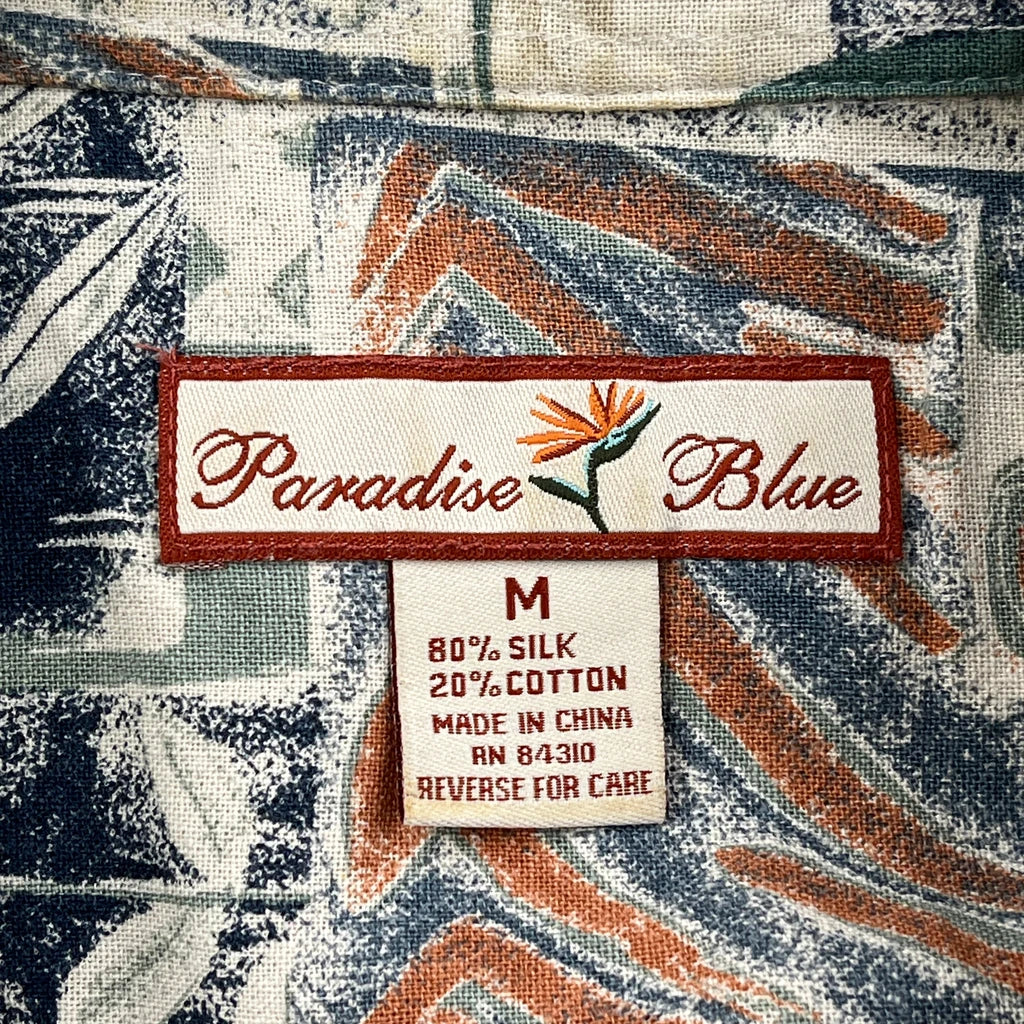 Paradise Blue
M
80% SILK
20% COTTON
MADE IN CHINA
RN 84310
REVERSE FOR CARE